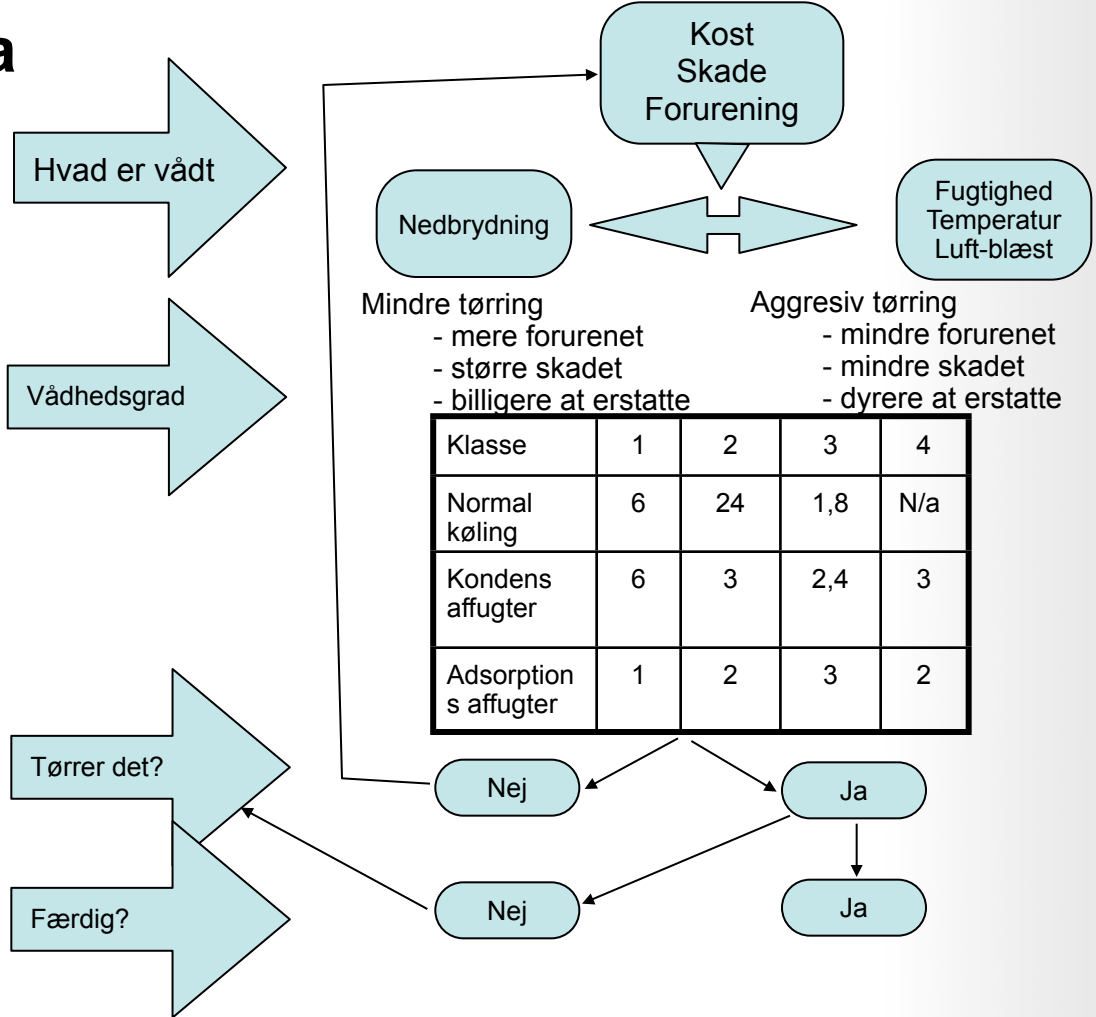 a
Kost
Skade
Forurening
Hvad er vådt
Nedbrydning
Fugtighed
Temperatur
Luft-blæst
Mindre tørring
- mere forurenet
- større skadet
- billigere at erstatte
Aggresiv tørring
- mindre forurenet
- mindre skadet
- dyrere at erstatte
Vådhedsgrad
Klasse 1 2 3 4
Normal
køling 6 24 1,8 N/a
Kondens
affugter 6 3 2,4 3
Adsorption
s affugter 1 2 3 2
Tørrer det?
Nej
Ja
Færdig?
Nej
Ja